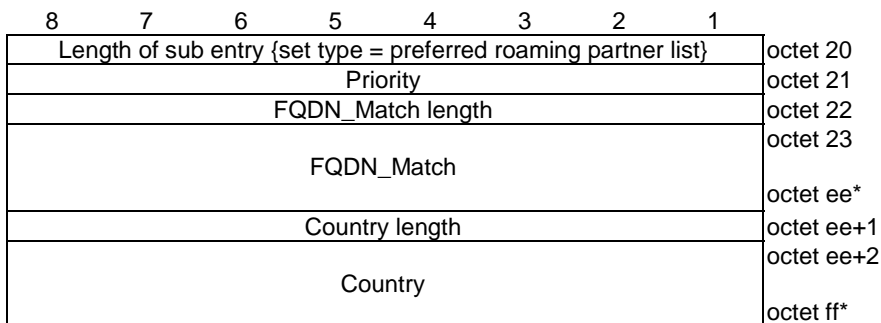 8 7 6 5 4 3 2 1
Length of sub entry {set type = preferred roaming partner list} octet 20
Priority octet 21
FQDN_Match length octet 22
octet 23
FQDN_Match
octet ee*
Country length octet ee+1
octet ee+2
Country
octet ff*